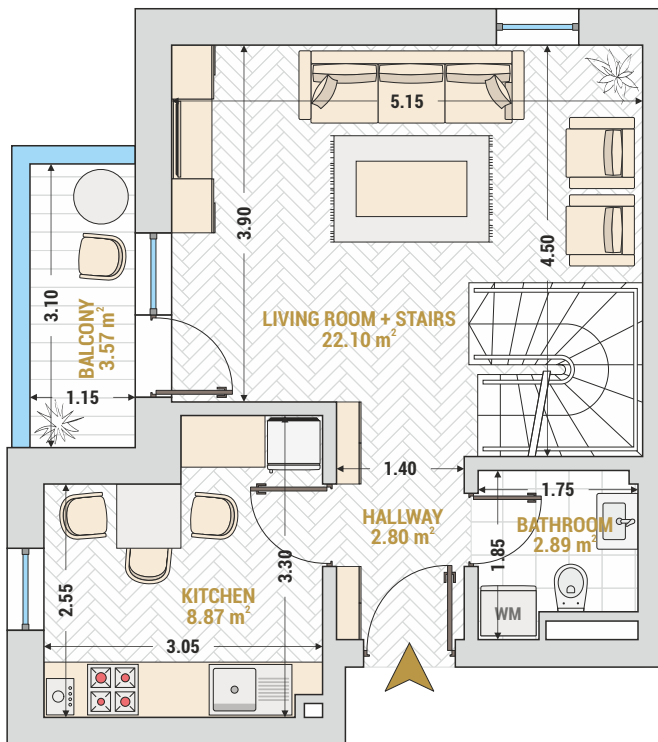 5.15
3.90
4.50
3.10
BALCONY
3.57 m²
1.15
LIVING ROOM + STAIRS
22.10 m²
1.40
1.75
HALLWAY
2.80 m²
BATHROOM
2.89 m²
1.85
2.55
3.30
KITCHEN
8.87 m²
3.05
WM